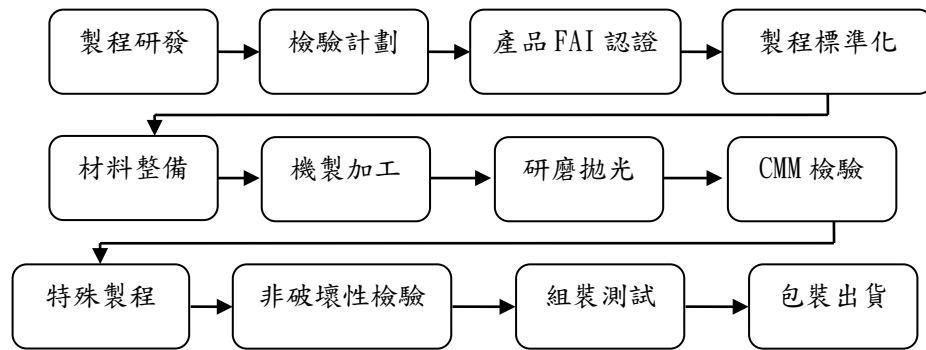 製程研發 檢驗計劃 產品FAI認證 製程標準化
材料整備 機製加工 研磨拋光 CMM檢驗
特殊製程 非破壞性檢驗 組裝測試 包裝出貨